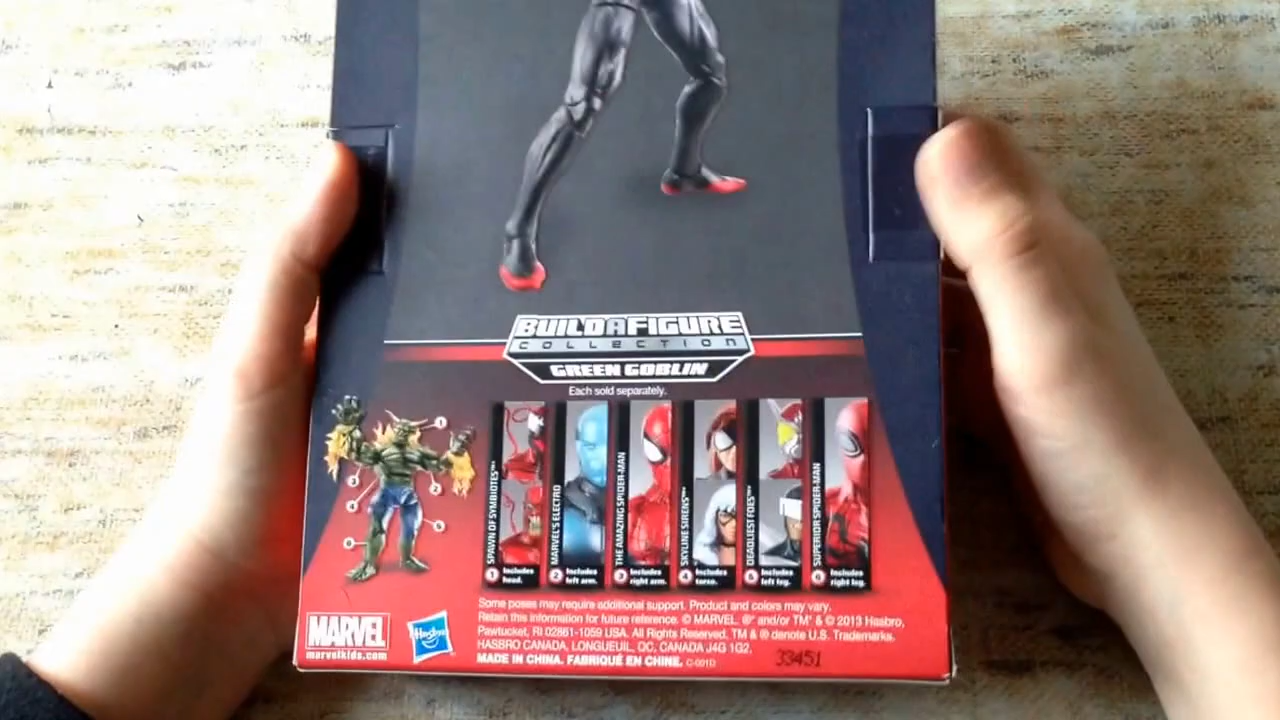 BUILD A FIGURE
COLLECTION
GREEN GOBLIN
Each sold separately.
SPAWN OF SYMBIOTES™
1 Includes head.
MARVEL'S ELECTRO
2 Includes left arm.
THE AMAZING SPIDER-MAN
3 Includes right arm.
SKYLINE SIRENS™
4 Includes torso.
DEADLIEST FOES™
5 Includes left leg.
SUPERIOR SPIDER-MAN
6 Includes right leg.
MARVEL
marvelkids.com
Hasbro
Some poses may require additional support. Product and colors may vary.
Retain this information for future reference. © MARVEL. ®* and/or TM* & © 2013 Hasbro,
Pawtucket, RI 02861-1059 USA. All Rights Reserved. TM & ® denote U.S. Trademarks.
HASBRO CANADA, LONGUEUIL, QC, CANADA J4G 1G2.
MADE IN CHINA. FABRIQUÉ EN CHINE. C-001D
33451